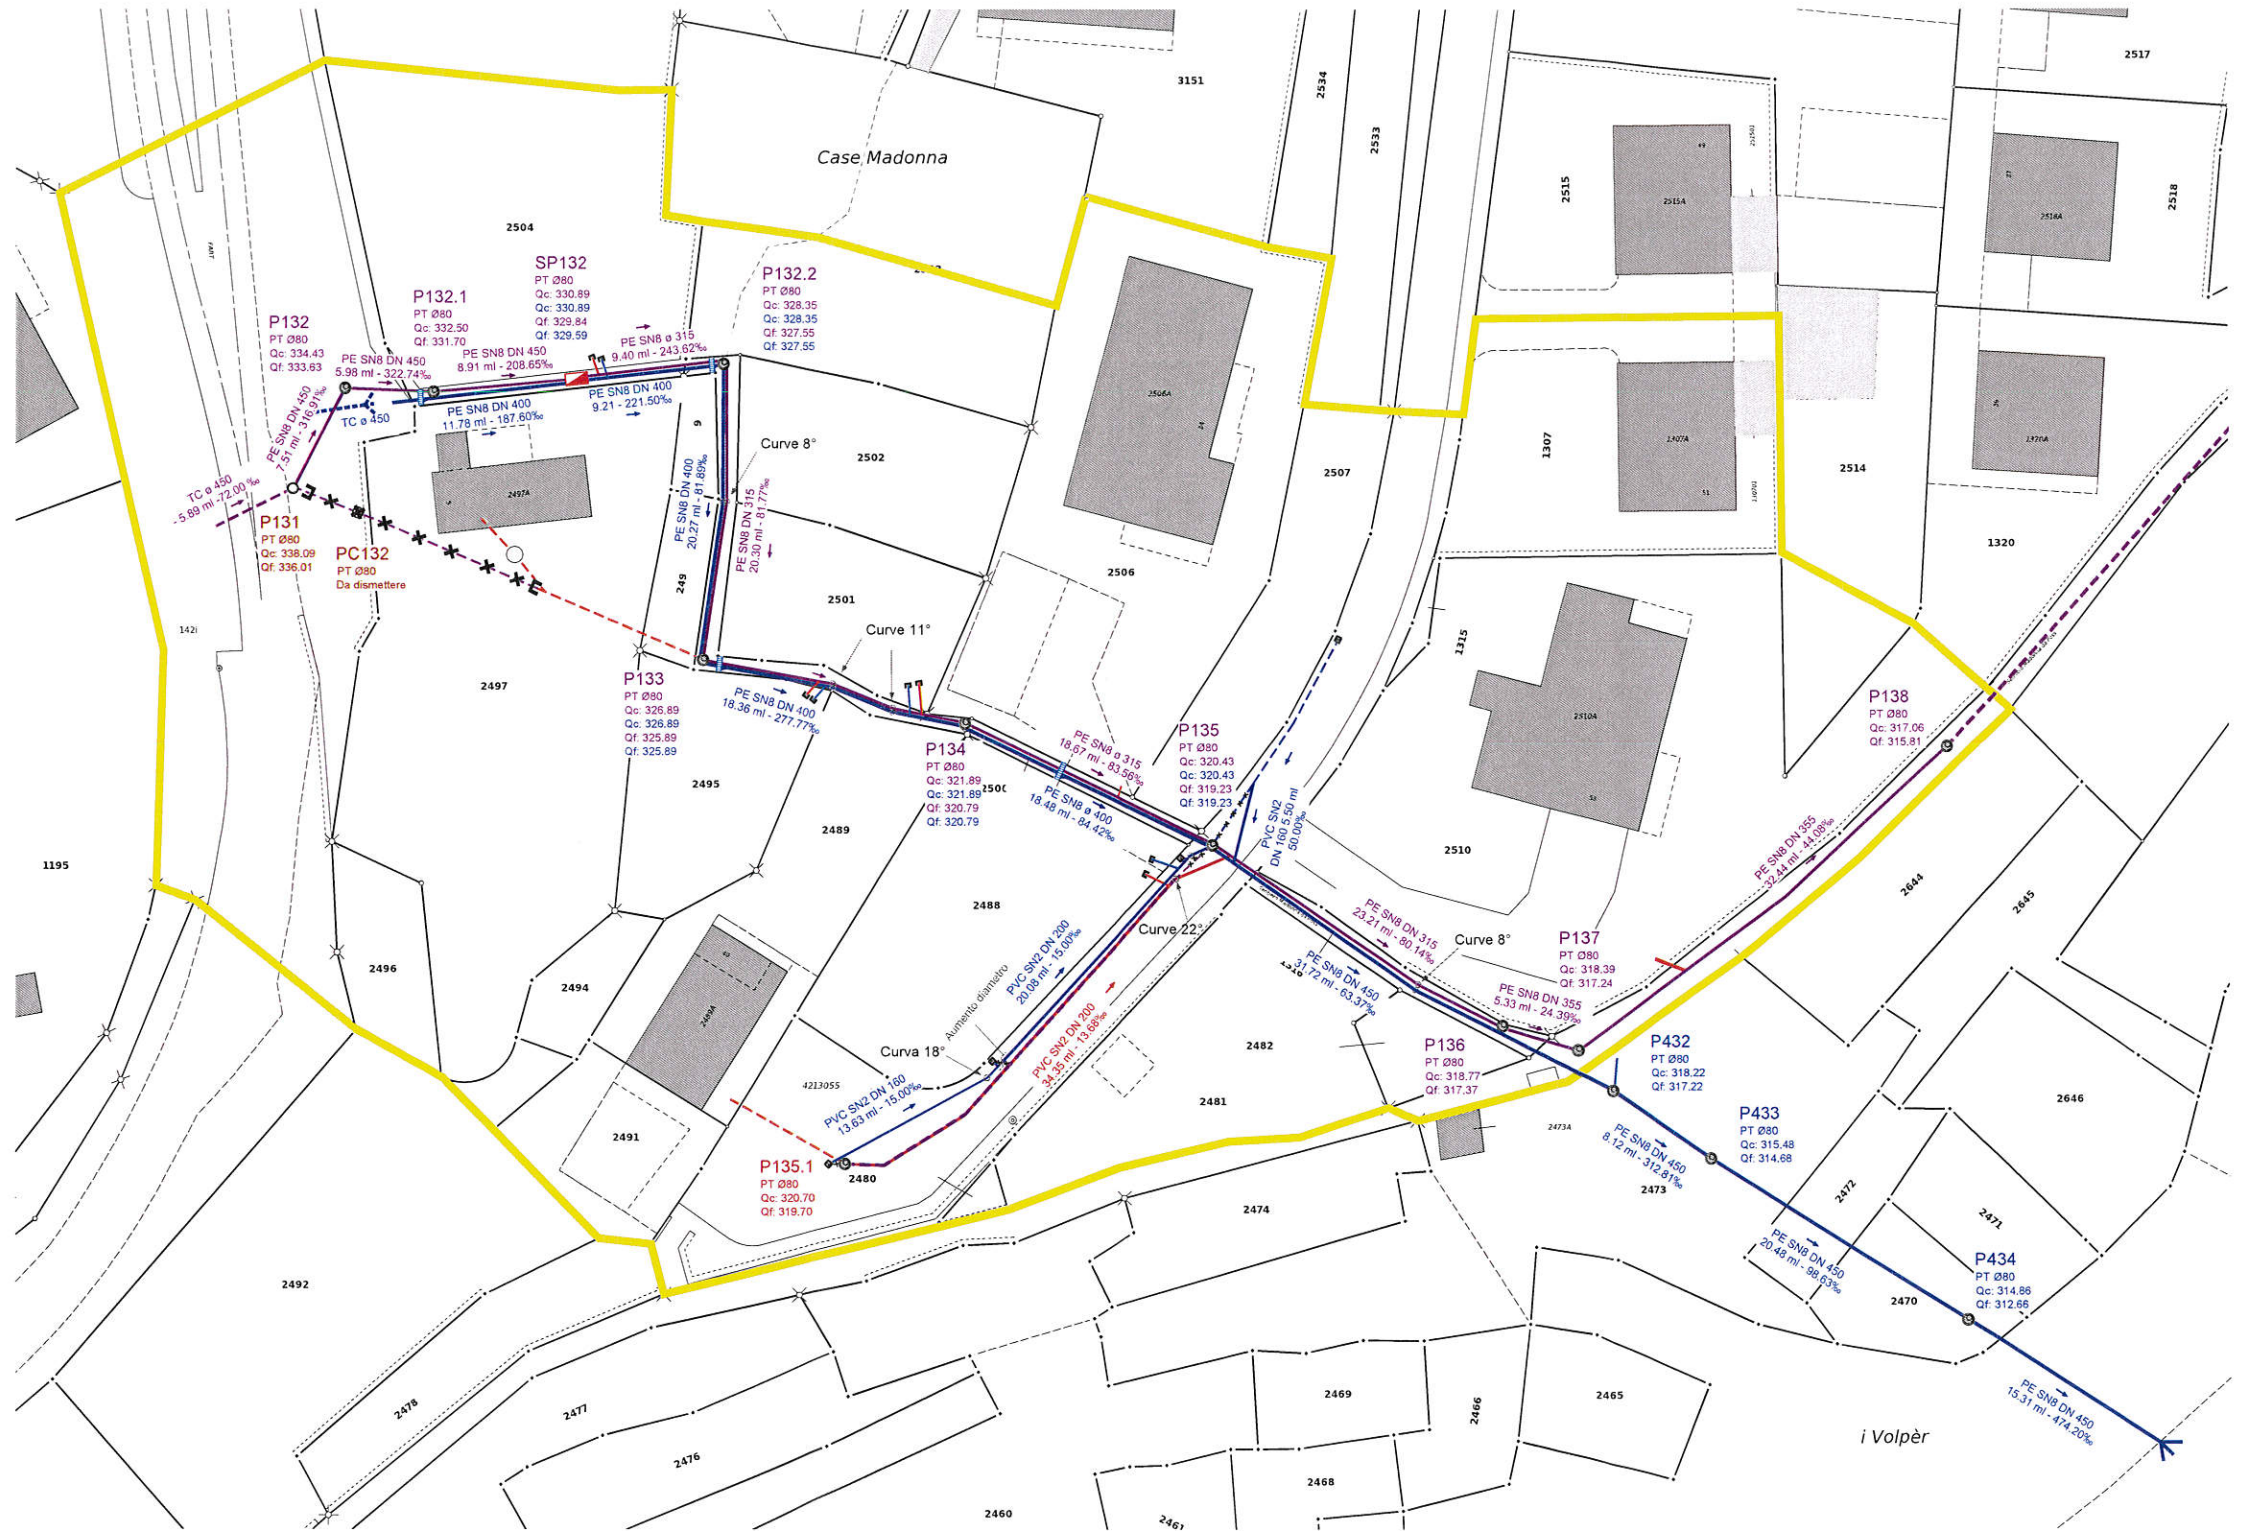 3151
2534
2533
2517
2515
2515A
49
2518A
27
2518
Case Madonna
2504
SP132
PT Ø80
Qc: 330.89
Qc: 330.89
Qf: 329.84
Qf: 329.59
P132.2
PT Ø80
Qc: 328.35
Qc: 328.35
Qf: 327.55
Qf: 327.55
P132.1
PT Ø80
Qc: 332.50
Qf: 331.70
P132
PT Ø80
Qc: 334.43
Qf: 333.63
PE SN8 DN 450
5.98 ml - 322.74‰
PE SN8 DN 450
8.91 ml - 208.65‰
PE SN8 ø 315
9.40 ml - 243.62‰
PE SN8 DN 400
11.78 ml - 187.60‰
PE SN8 DN 400
9.21 - 221.50‰
TC ø 450
PE SN8 DN 450
7.51 ml - 316.91‰
TC ø 450
5.89 ml -72.00 ‰
P131
PT Ø80
Qc: 338.09
Qf: 336.01
PC132
PT Ø80
Da dismettere
2497A
Curve 8°
PE SN8 DN 400
20.27 ml - 81.89‰
PE SN8 DN 315
20.30 ml - 81.77‰
9
249
2502
2501
2506A
24
2506
2507
1307
1307A
51
2514
1320A
1320
142i
2497
Curve 11°
P133
PT Ø80
Qc: 326.89
Qc: 326.89
Qf: 325.89
Qf: 325.89
PE SN8 DN 400
18.36 ml - 277.77‰
2495
2489
P134
PT Ø80
Qc: 321.89
Qc: 321.89
Qf: 320.79
Qf: 320.79
PE SN8 ø 315
18.67 ml - 83.56‰
PE SN8 ø 400
18.48 ml - 84.42‰
P135
PT Ø80
Qc: 320.43
Qc: 320.43
Qf: 319.23
Qf: 319.23
PVC SN2
DN 160 5.50 ml
50.00‰
1315
2510A
53
2510
P138
PT Ø80
Qc: 317.06
Qf: 315.81
PE SN8 DN 355
32.44 ml - 44.08‰
1195
2496
2494
2488
2489A
2491
Curve 22°
PVC SN2 DN 200
20.08 ml - 15.00‰
Aumento diametro
Curva 18°
PVC SN2 DN 200
34.35 ml - 13.68‰
4213055
PVC SN2 DN 160
13.63 ml - 15.00‰
P135.1
PT Ø80
Qc: 320.70
Qf: 319.70
2480
2482
2481
PE SN8 DN 315
23.21 ml - 80.14‰
PE SN8 DN 450
31.72 ml - 63.37‰
Curve 8°
P137
PT Ø80
Qc: 318.39
Qf: 317.24
PE SN8 DN 355
5.33 ml - 24.39‰
P136
PT Ø80
Qc: 318.77
Qf: 317.37
P432
PT Ø80
Qc: 318.22
Qf: 317.22
P433
PT Ø80
Qc: 315.48
Qf: 314.68
PE SN8 DN 450
8.12 ml - 312.81‰
P434
PT Ø80
Qc: 314.86
Qf: 312.66
PE SN8 DN 450
20.48 ml - 98.63‰
PE SN8 DN 450
15.31 ml - 474.20‰
2644
2645
2646
2473A
2473
2472
2471
2470
2474
2492
2478
2477
2476
2460
2469
2468
2461
2466
2465
i Volpèr